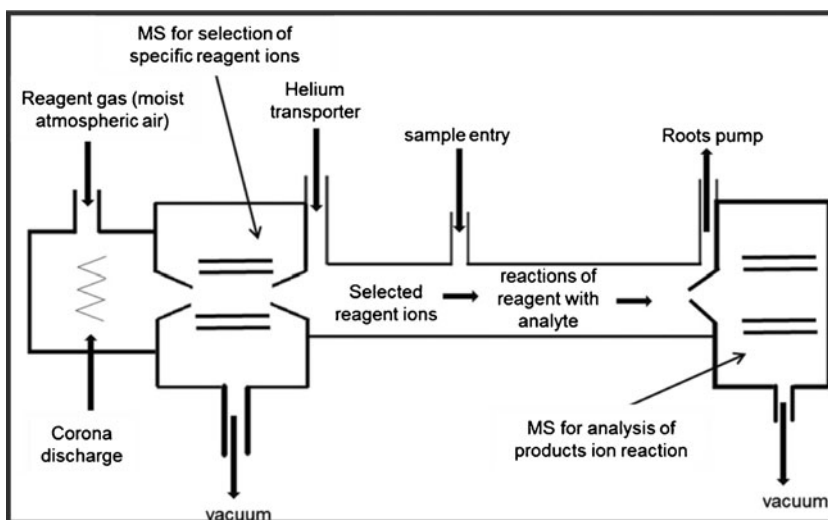 MS for selection of
specific reagent ions
Reagent gas (moist
atmospheric air)
Helium
transporter
sample entry
Roots pump
Selected
reagent ions
reactions of
reagent with
analyte
Corona
discharge
MS for analysis of
products ion reaction
vacuum
vacuum